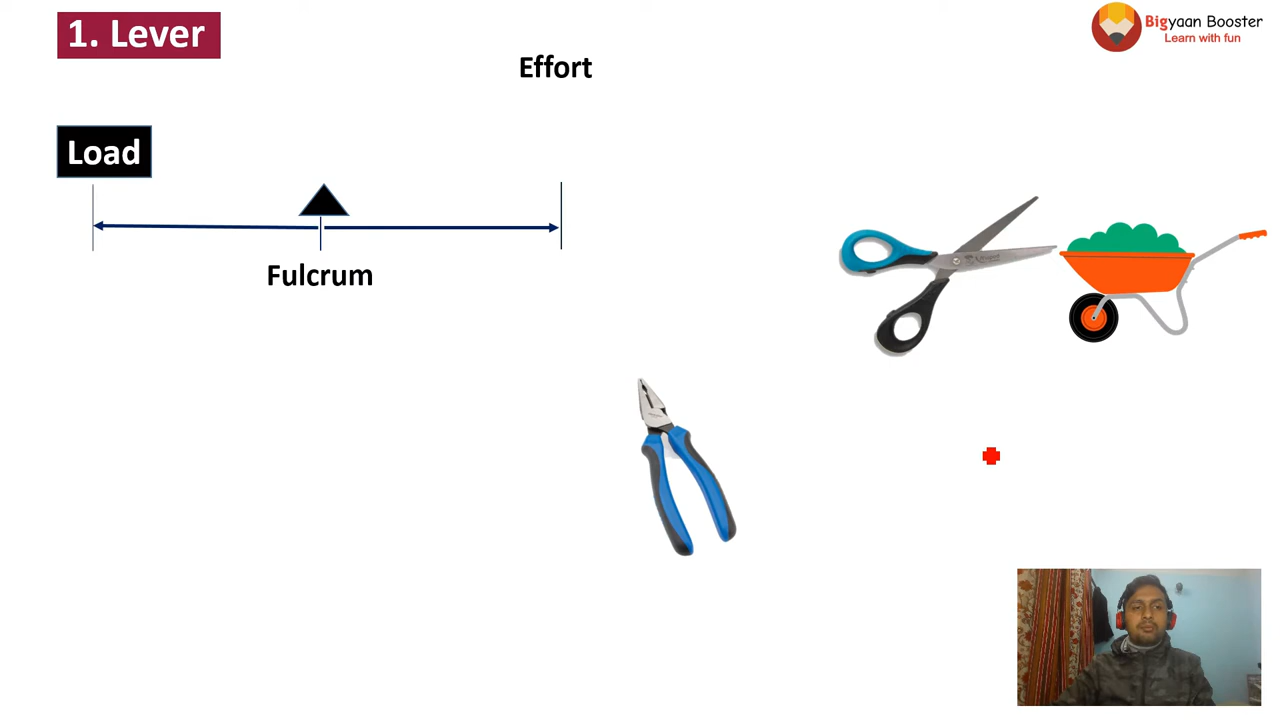 1. Lever
Bigyaan Booster
Learn with fun
Effort
Load
Fulcrum